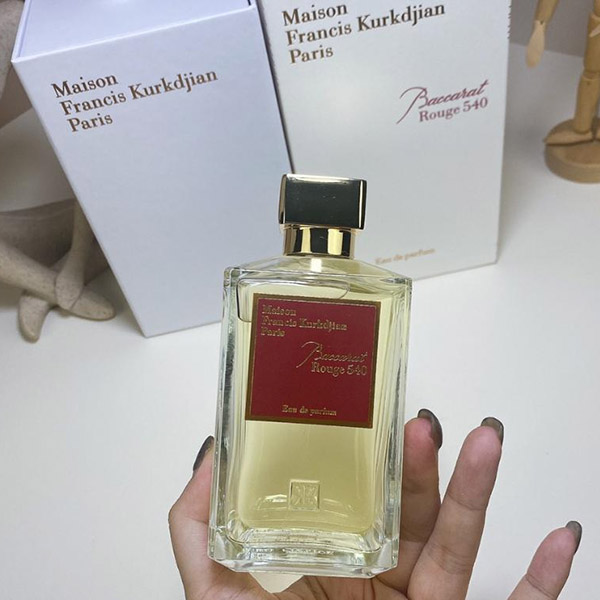 Maison
Francis Kurkdjian
Paris
Maison
Francis Kurkdjian
Paris
Baccarat
Rouge 540
Eau de parfum
Maison
Francis Kurkdjian
Paris
Baccarat
Rouge 540
Eau de parfum